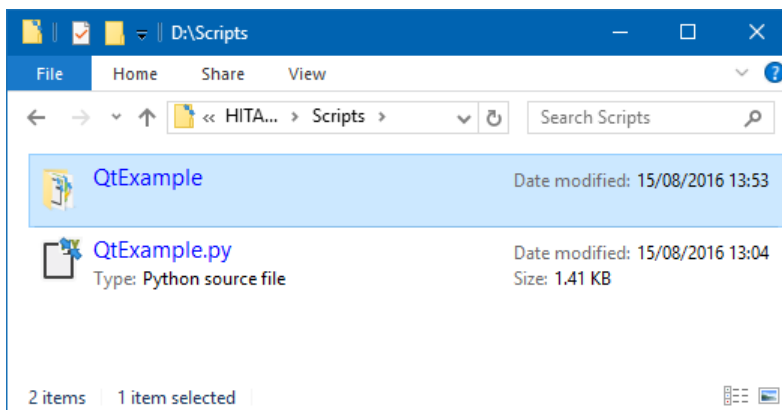 D:\Scripts
File Home Share View
« HITA... > Scripts > Search Scripts
QtExample
Date modified: 15/08/2016 13:53
QtExample.py
Date modified: 15/08/2016 13:04
Type: Python source file
Size: 1.41 KB
2 items 1 item selected